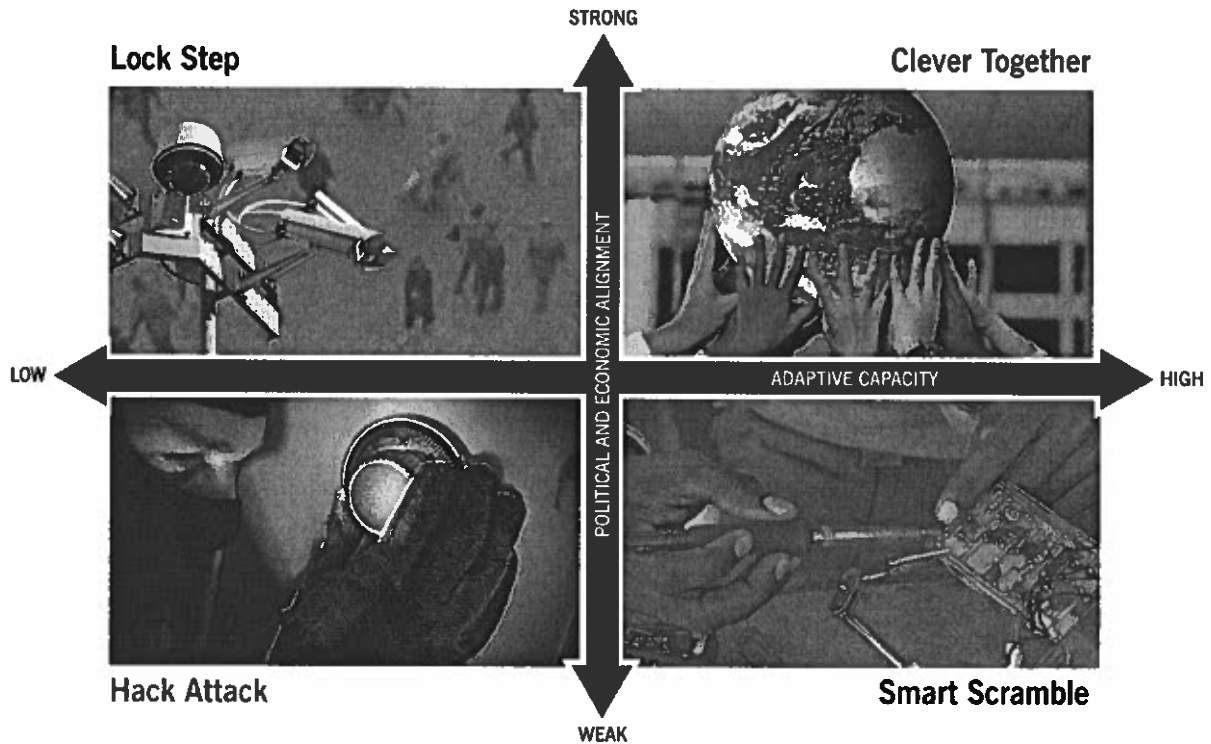 STRONG
Lock Step
Clever Together
POLITICAL AND ECONOMIC ALIGNMENT
LOW
ADAPTIVE CAPACITY
HIGH
Hack Attack
Smart Scramble
WEAK